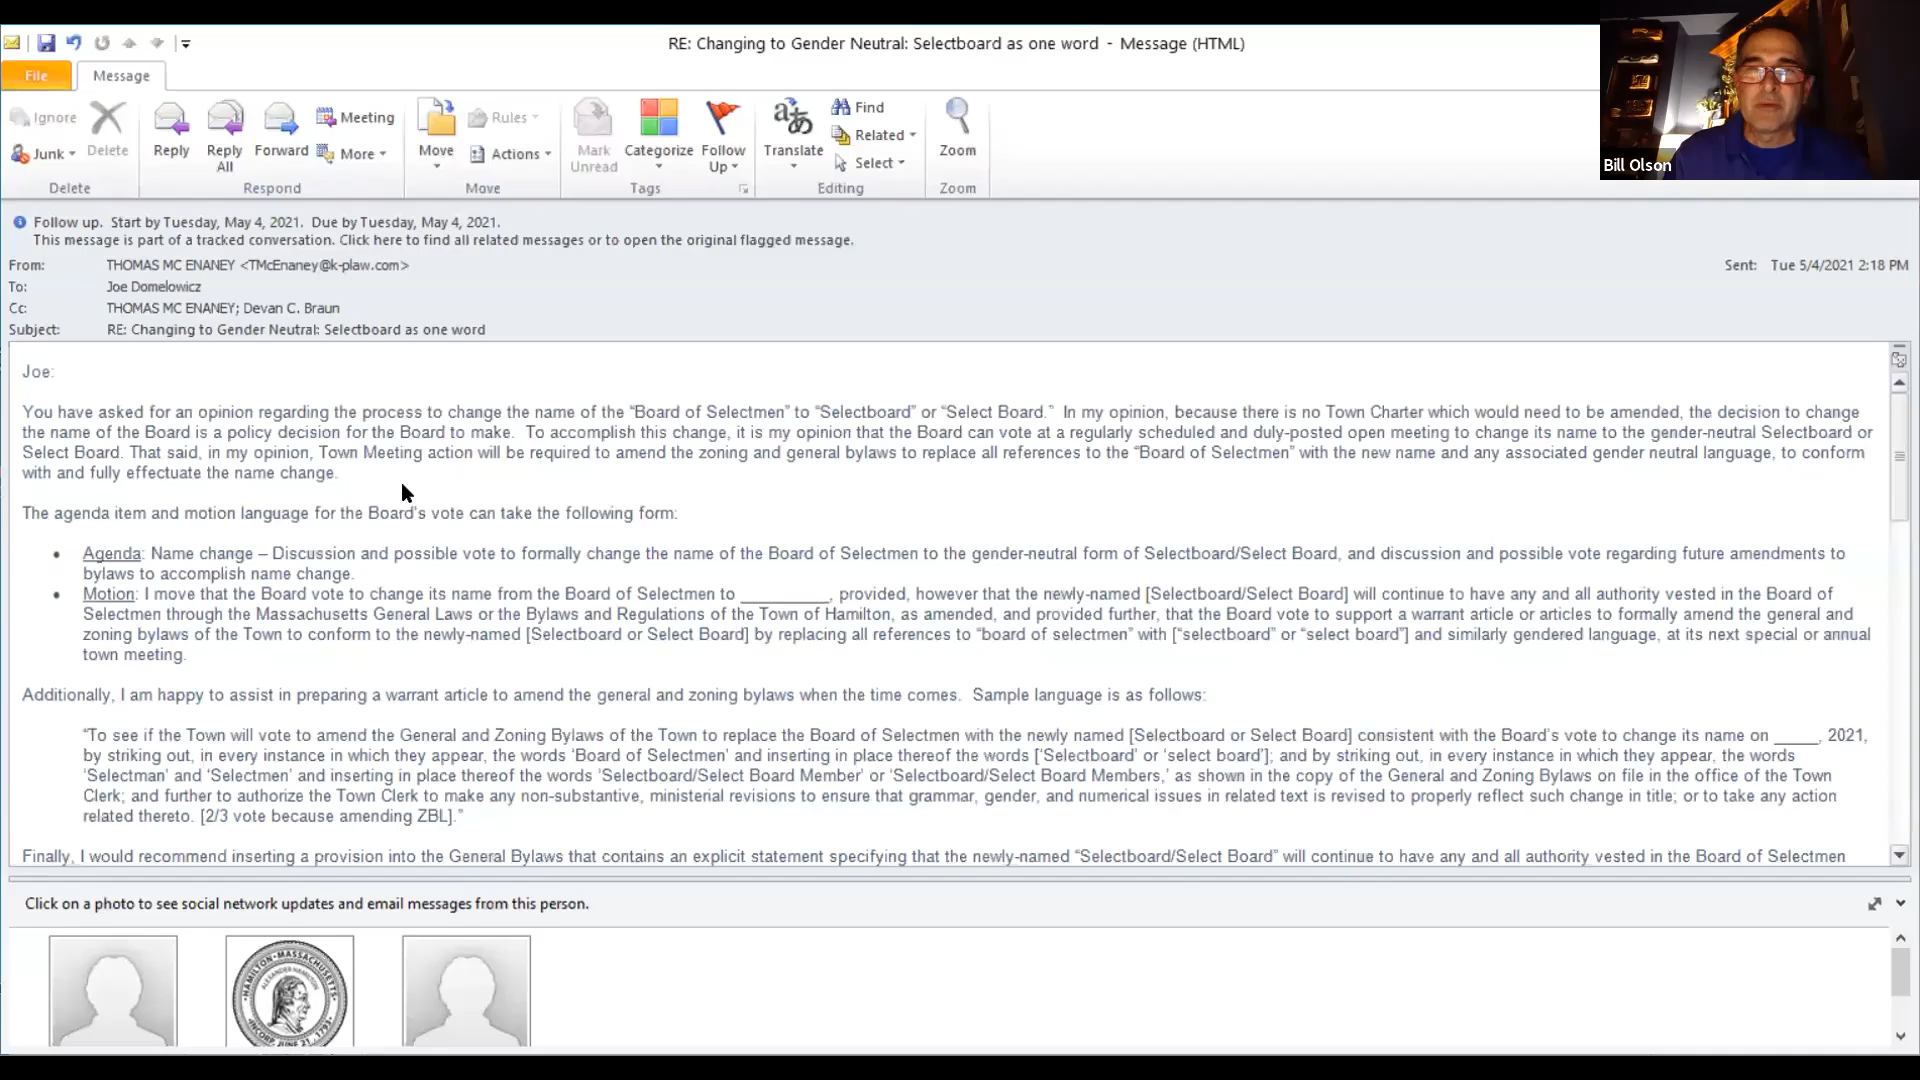 RE: Changing to Gender Neutral: Selectboard as one word - Message (HTML)
File
Message
Ignore
Junk
Delete
Delete
Reply
Reply All
Forward
Meeting
More
Respond
Move
Rules
Actions
Move
Mark Unread
Categorize
Follow Up
Tags
Translate
Find
Related
Select
Editing
Zoom
Zoom
Bill Olson
Follow up. Start by Tuesday, May 4, 2021. Due by Tuesday, May 4, 2021.
This message is part of a tracked conversation. Click here to find all related messages or to open the original flagged message.
From: THOMAS MC ENANEY <TMcEnaney@k-plaw.com> Sent: Tue 5/4/2021 2:18 PM
To: Joe Domelowicz
Cc: THOMAS MC ENANEY; Devan C. Braun
Subject: RE: Changing to Gender Neutral: Selectboard as one word
Joe:
You have asked for an opinion regarding the process to change the name of the “Board of Selectmen” to “Selectboard” or “Select Board.” In my opinion, because there is no Town Charter which would need to be amended, the decision to change
the name of the Board is a policy decision for the Board to make. To accomplish this change, it is my opinion that the Board can vote at a regularly scheduled and duly-posted open meeting to change its name to the gender-neutral Selectboard or
Select Board. That said, in my opinion, Town Meeting action will be required to amend the zoning and general bylaws to replace all references to the “Board of Selectmen” with the new name and any associated gender neutral language, to conform
with and fully effectuate the name change.
The agenda item and motion language for the Board's vote can take the following form:
• Agenda: Name change – Discussion and possible vote to formally change the name of the Board of Selectmen to the gender-neutral form of Selectboard/Select Board, and discussion and possible vote regarding future amendments to
bylaws to accomplish name change.
• Motion: I move that the Board vote to change its name from the Board of Selectmen to _________, provided, however that the newly-named [Selectboard/Select Board] will continue to have any and all authority vested in the Board of
Selectmen through the Massachusetts General Laws or the Bylaws and Regulations of the Town of Hamilton, as amended, and provided further, that the Board vote to support a warrant article or articles to formally amend the general and
zoning bylaws of the Town to conform to the newly-named [Selectboard or Select Board] by replacing all references to “board of selectmen” with [“selectboard” or “select board”] and similarly gendered language, at its next special or annual
town meeting.
Additionally, I am happy to assist in preparing a warrant article to amend the general and zoning bylaws when the time comes. Sample language is as follows:
“To see if the Town will vote to amend the General and Zoning Bylaws of the Town to replace the Board of Selectmen with the newly named [Selectboard or Select Board] consistent with the Board’s vote to change its name on _____, 2021,
by striking out, in every instance in which they appear, the words ‘Board of Selectmen’ and inserting in place thereof the words [‘Selectboard’ or ‘select board’]; and by striking out, in every instance in which they appear, the words
‘Selectman’ and ‘Selectmen’ and inserting in place thereof the words ‘Selectboard/Select Board Member’ or ‘Selectboard/Select Board Members,’ as shown in the copy of the General and Zoning Bylaws on file in the office of the Town
Clerk; and further to authorize the Town Clerk to make any non-substantive, ministerial revisions to ensure that grammar, gender, and numerical issues in related text is revised to properly reflect such change in title; or to take any action
related thereto. [2/3 vote because amending ZBL].”
Finally, I would recommend inserting a provision into the General Bylaws that contains an explicit statement specifying that the newly-named “Selectboard/Select Board” will continue to have any and all authority vested in the Board of Selectmen
Click on a photo to see social network updates and email messages from this person.
HAMILTON, MASSACHUSETTS
ALEXANDER HAMILTON
INCORP. JUNE 21, 1793